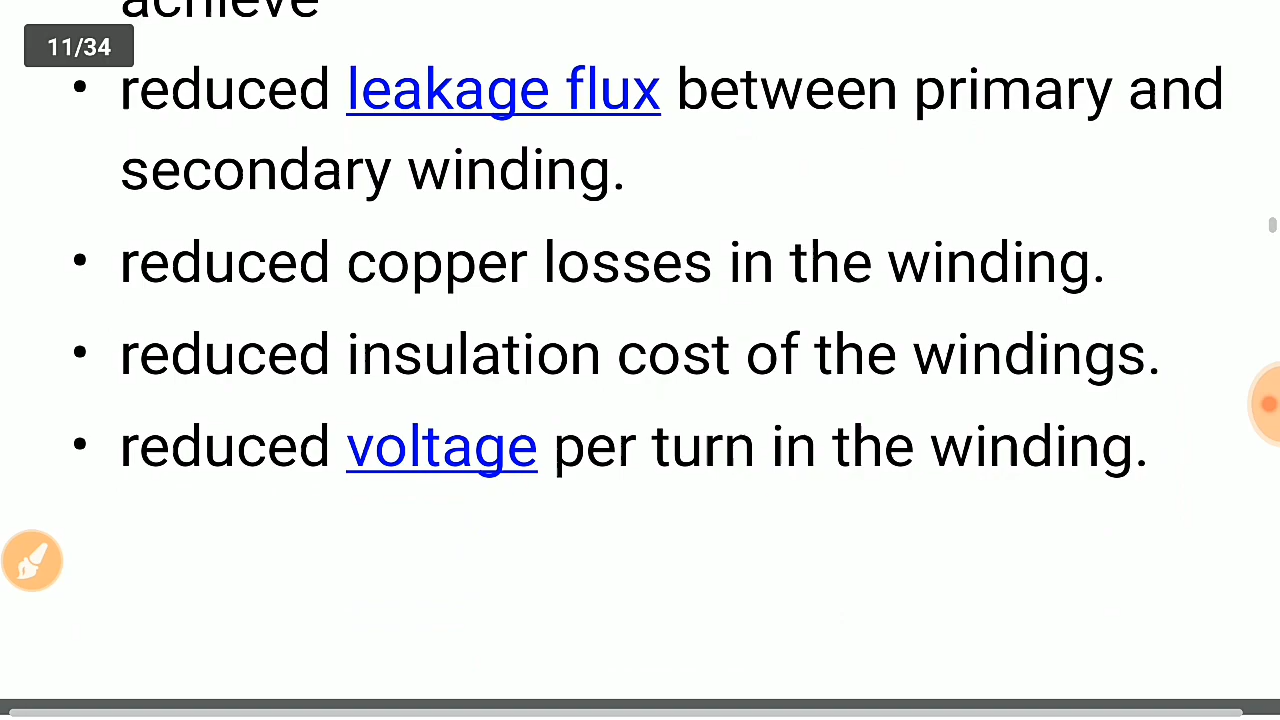 achieve
11/34
• reduced leakage flux between primary and
secondary winding.
• reduced copper losses in the winding.
• reduced insulation cost of the windings.
• reduced voltage per turn in the winding.